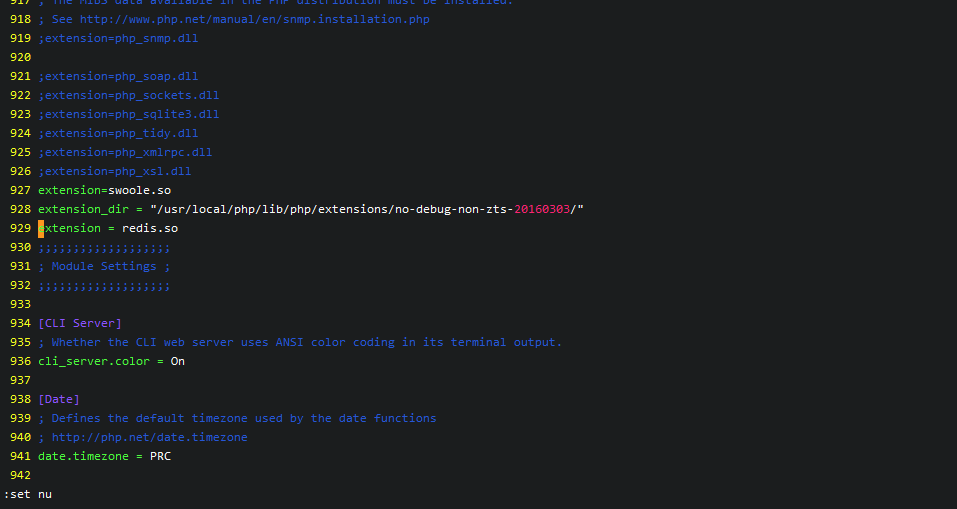 917 ; The MIBS data available in the PHP distribution must be installed.
918 ; See http://www.php.net/manual/en/snmp.installation.php
919 ;extension=php_snmp.dll
920
921 ;extension=php_soap.dll
922 ;extension=php_sockets.dll
923 ;extension=php_sqlite3.dll
924 ;extension=php_tidy.dll
925 ;extension=php_xmlrpc.dll
926 ;extension=php_xsl.dll
927 extension=swoole.so
928 extension_dir = "/usr/local/php/lib/php/extensions/no-debug-non-zts-20160303/"
929 extension = redis.so
930 ;;;;;;;;;;;;;;;;;;;
931 ; Module Settings ;
932 ;;;;;;;;;;;;;;;;;;;
933
934 [CLI Server]
935 ; Whether the CLI web server uses ANSI color coding in its terminal output.
936 cli_server.color = On
937
938 [Date]
939 ; Defines the default timezone used by the date functions
940 ; http://php.net/date.timezone
941 date.timezone = PRC
942
:set nu